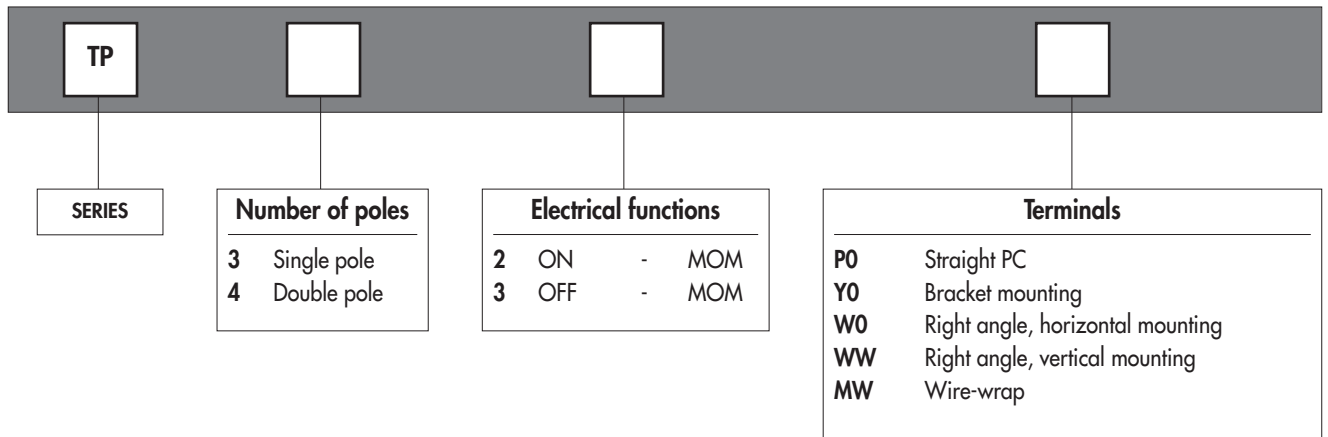 TP
SERIES
Number of poles
3 Single pole
4 Double pole
Electrical functions
2 ON - MOM
3 OFF - MOM
Terminals
P0 Straight PC
Y0 Bracket mounting
W0 Right angle, horizontal mounting
WW Right angle, vertical mounting
MW Wire-wrap